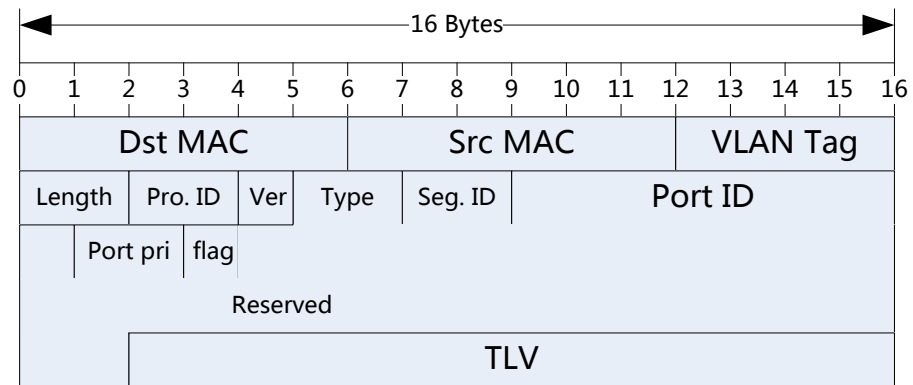 16 Bytes
0 1 2 3 4 5 6 7 8 9 10 11 12 13 14 15 16
Dst MAC Src MAC VLAN Tag
Length Pro. ID Ver Type Seg. ID Port ID
Port pri flag
Reserved
TLV